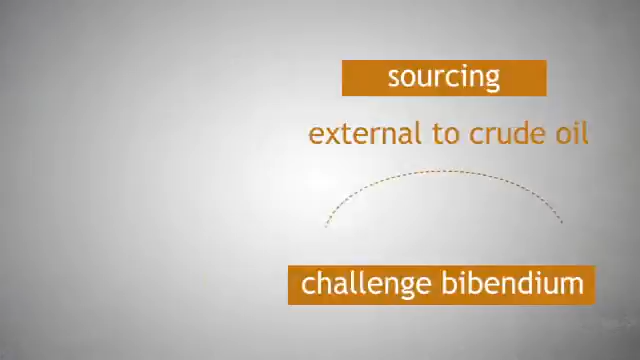 sourcing
external to crude oil
challenge bibendium